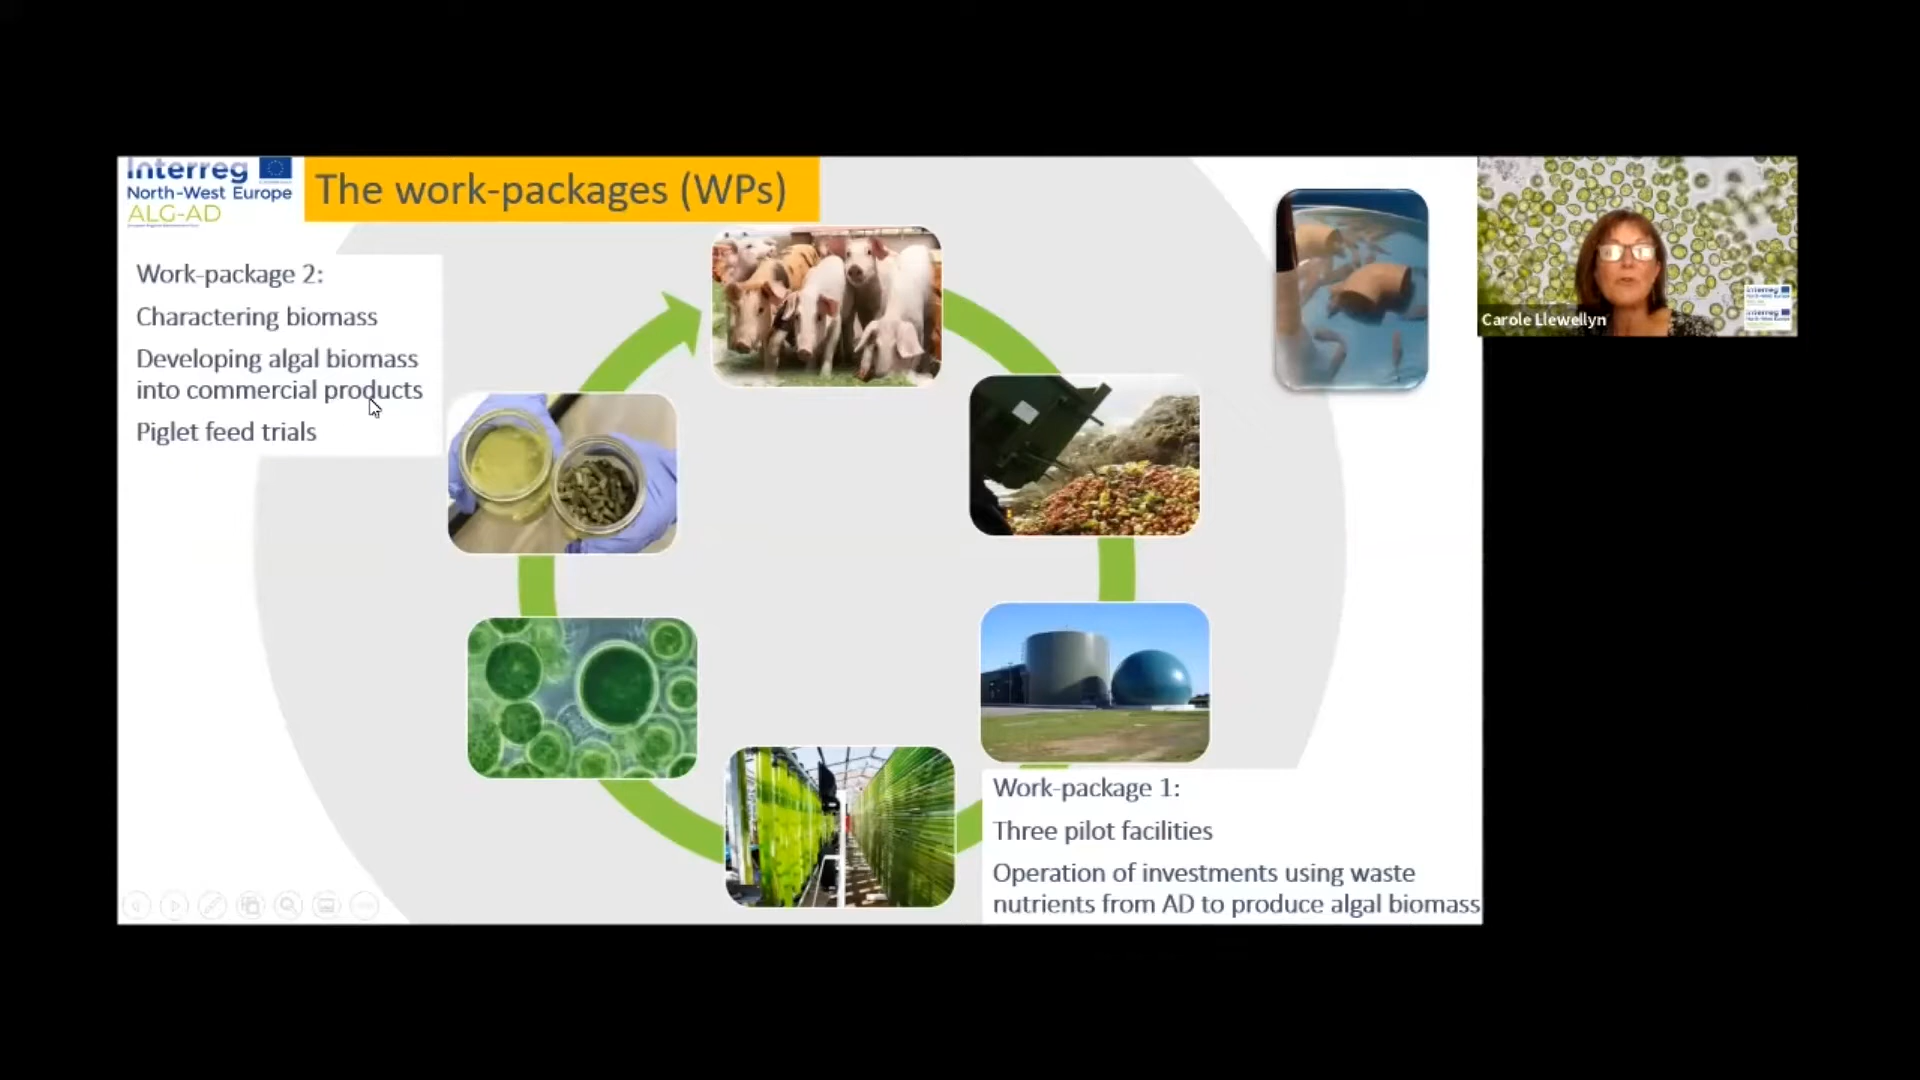 Interreg
North-West Europe
ALG-AD
The work-packages (WPs)
Work-package 2:
Charactering biomass
Developing algal biomass
into commercial products
Piglet feed trials
Work-package 1:
Three pilot facilities
Operation of investments using waste
nutrients from AD to produce algal biomass
Carole Llewellyn
Interreg
Interreg